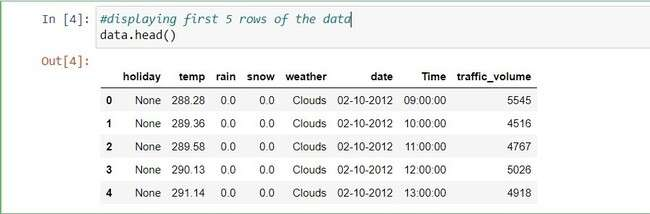 In [4]: #displaying first 5 rows of the data
data.head()
Out[4]:
holiday temp rain snow weather date Time traffic_volume
0 None 288.28 0.0 0.0 Clouds 02-10-2012 09:00:00 5545
1 None 289.36 0.0 0.0 Clouds 02-10-2012 10:00:00 4516
2 None 289.58 0.0 0.0 Clouds 02-10-2012 11:00:00 4767
3 None 290.13 0.0 0.0 Clouds 02-10-2012 12:00:00 5026
4 None 291.14 0.0 0.0 Clouds 02-10-2012 13:00:00 4918